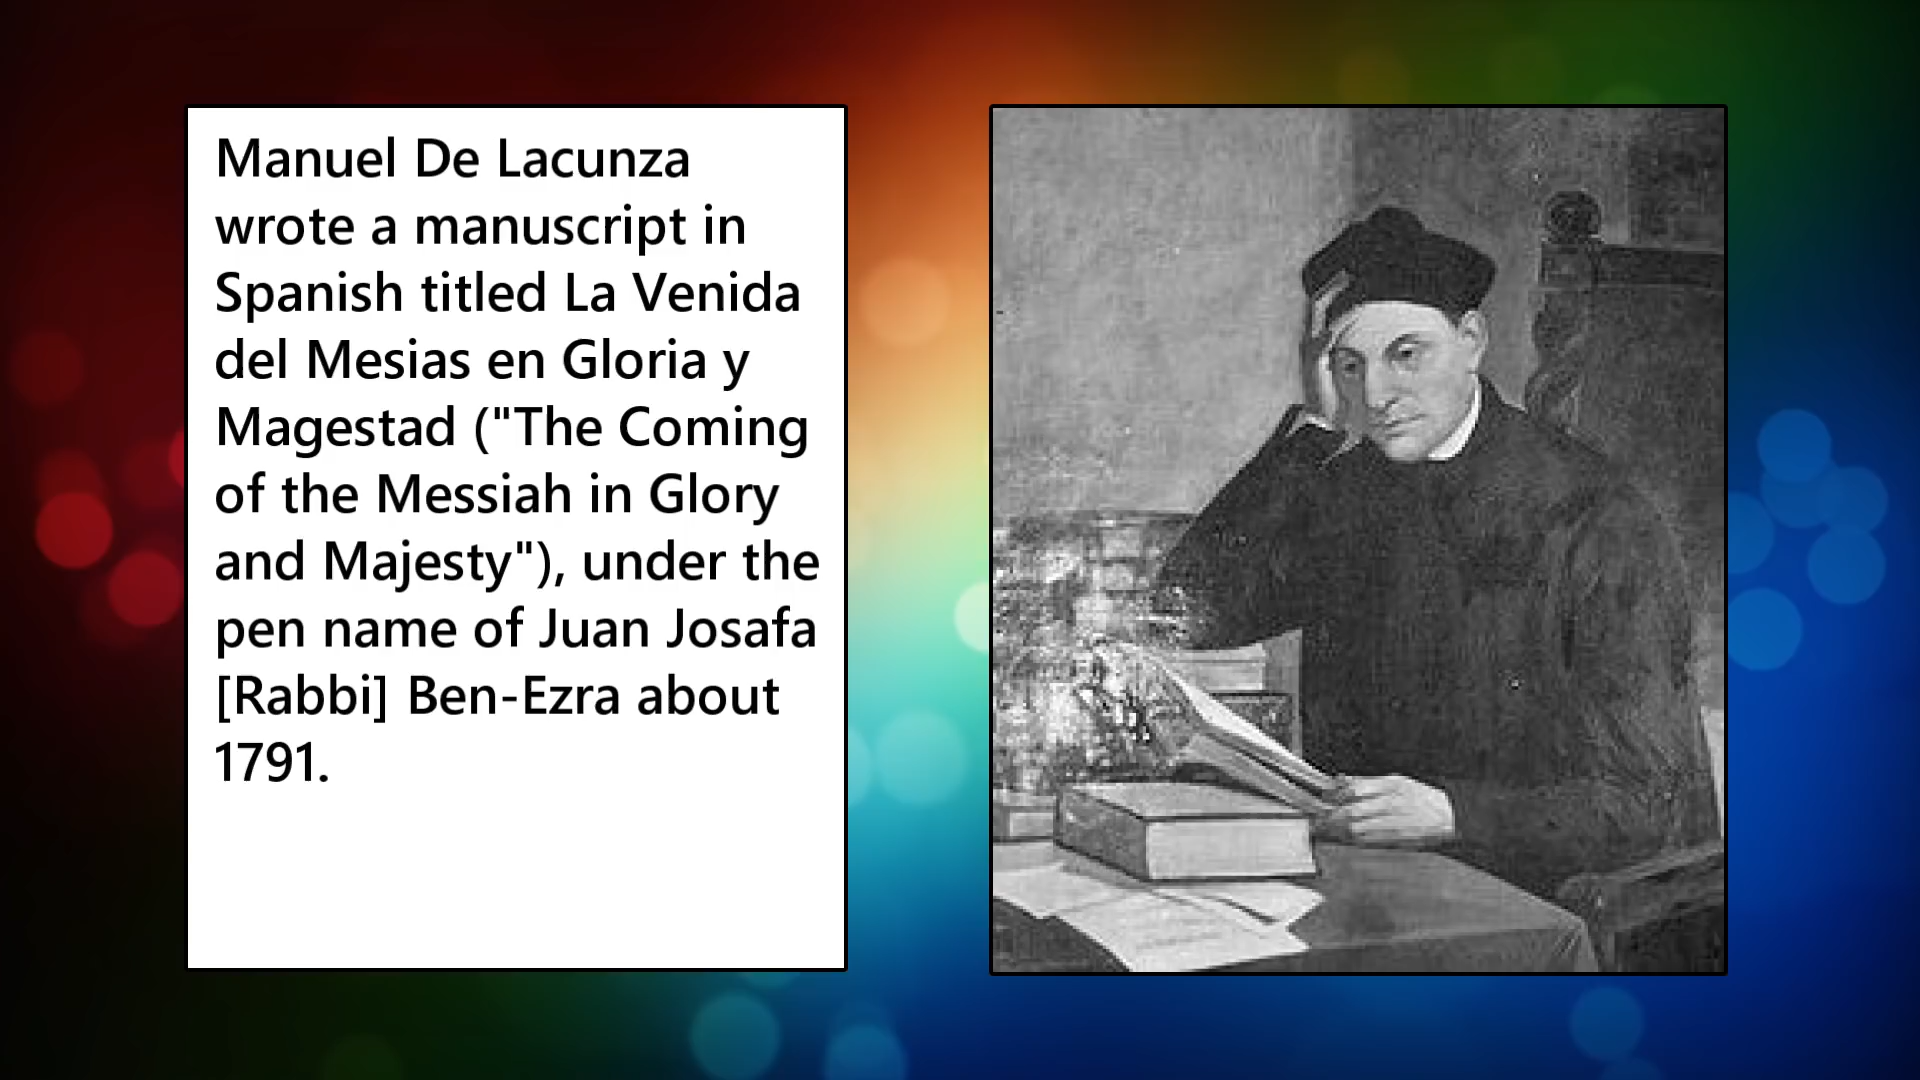 Manuel De Lacunza
wrote a manuscript in
Spanish titled La Venida
del Mesias en Gloria y
Magestad ("The Coming
of the Messiah in Glory
and Majesty"), under the
pen name of Juan Josafa
[Rabbi] Ben-Ezra about
1791.